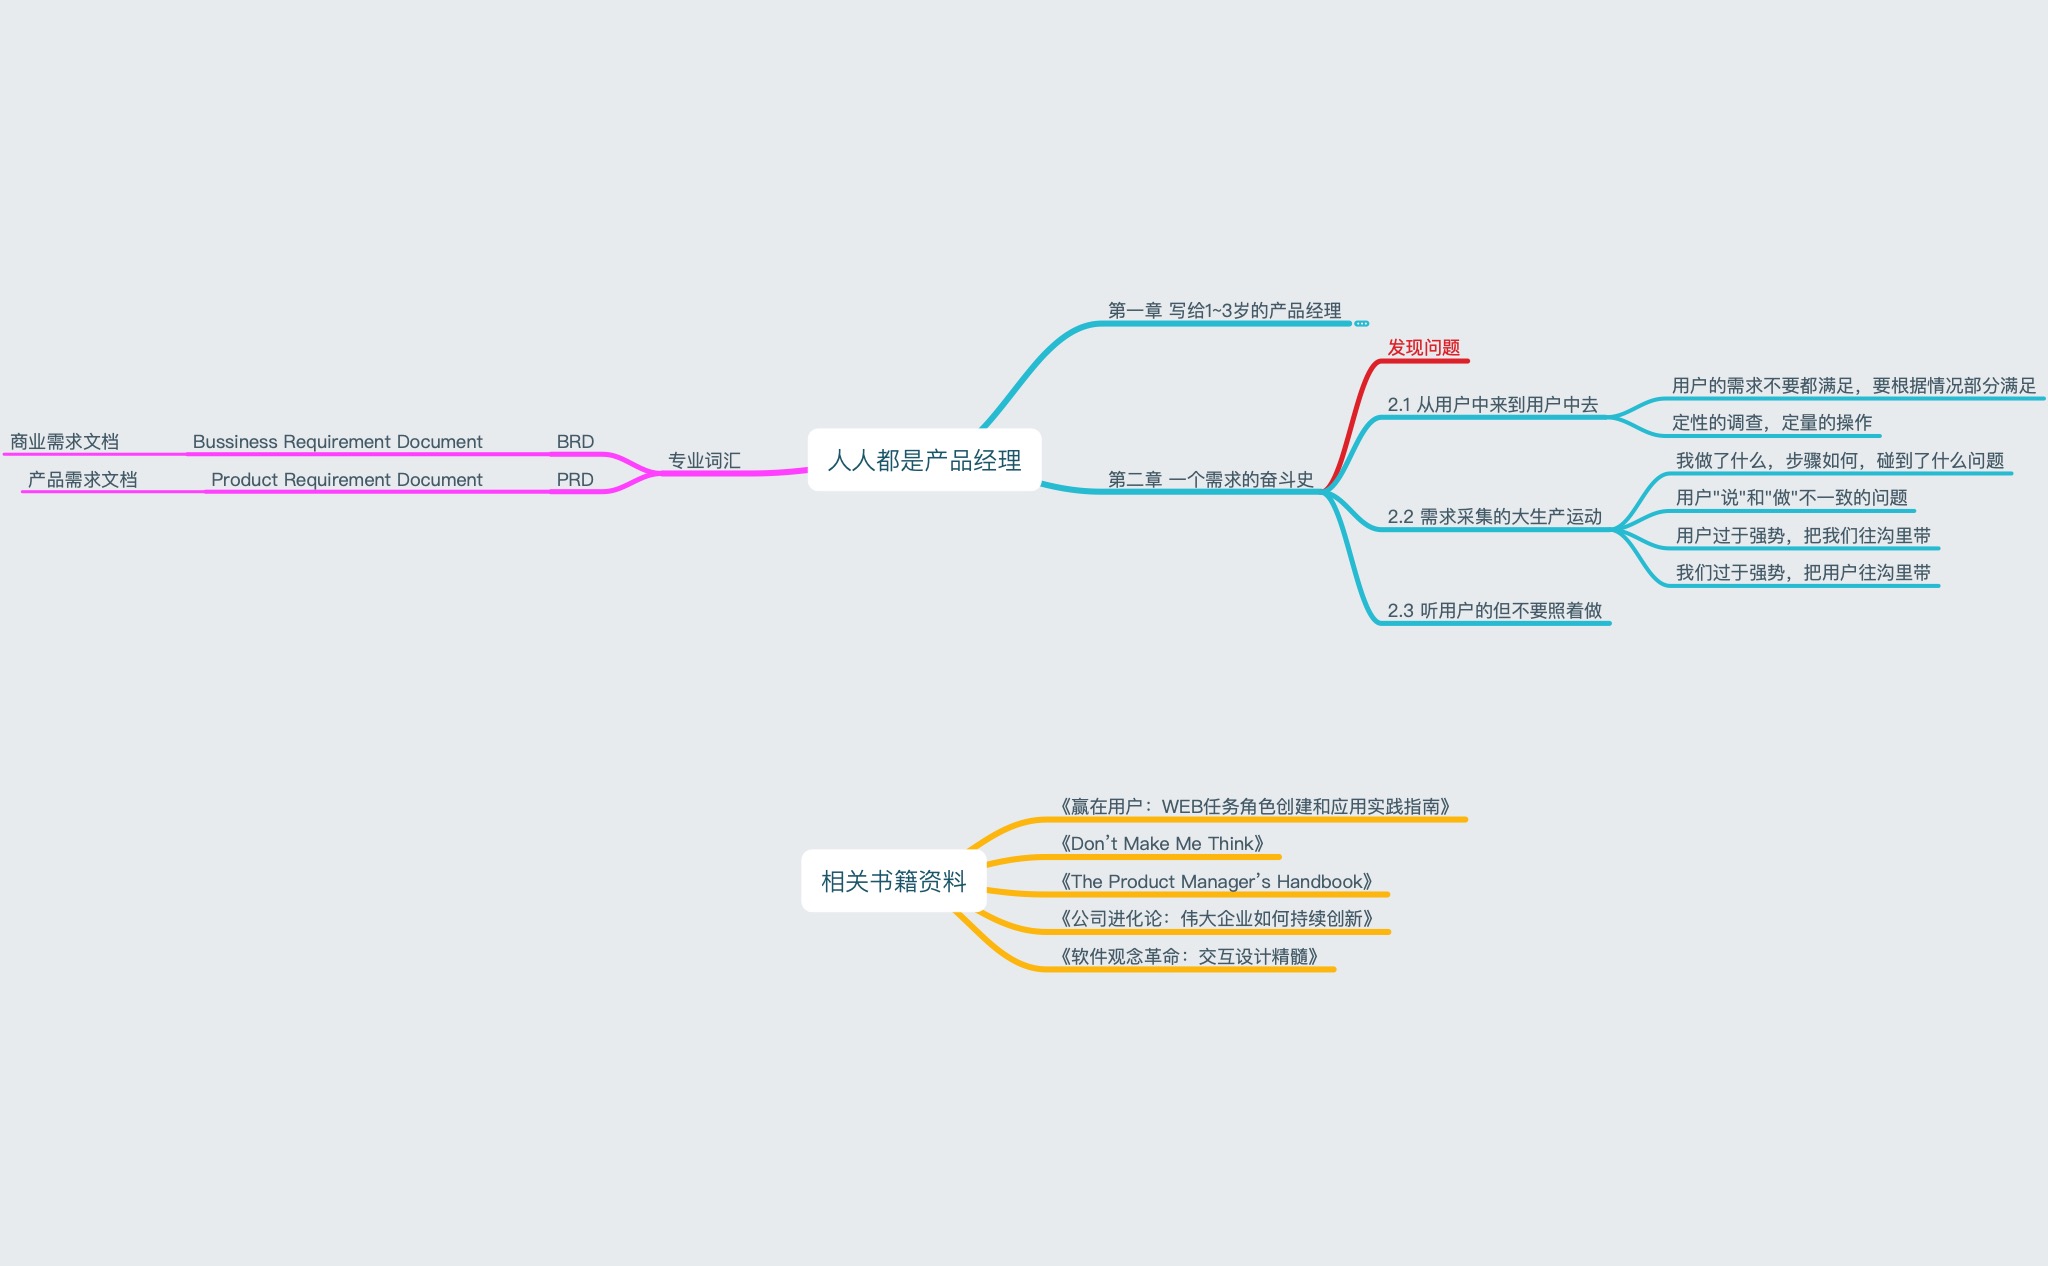 人人都是产品经理
第一章 写给1~3岁的产品经理
第二章 一个需求的奋斗史
发现问题
2.1 从用户中来到用户中去
用户的需求不要都满足，要根据情况部分满足
定性的调查，定量的操作
2.2 需求采集的大生产运动
我做了什么，步骤如何，碰到了什么问题
用户"说"和"做"不一致的问题
用户过于强势，把我们往沟里带
我们过于强势，把用户往沟里带
2.3 听用户的但不要照着做
专业词汇
BRD
Bussiness Requirement Document
商业需求文档
PRD
Product Requirement Document
产品需求文档
相关书籍资料
《赢在用户：WEB任务角色创建和应用实践指南》
《Don’t Make Me Think》
《The Product Manager’s Handbook》
《公司进化论：伟大企业如何持续创新》
《软件观念革命：交互设计精髓》